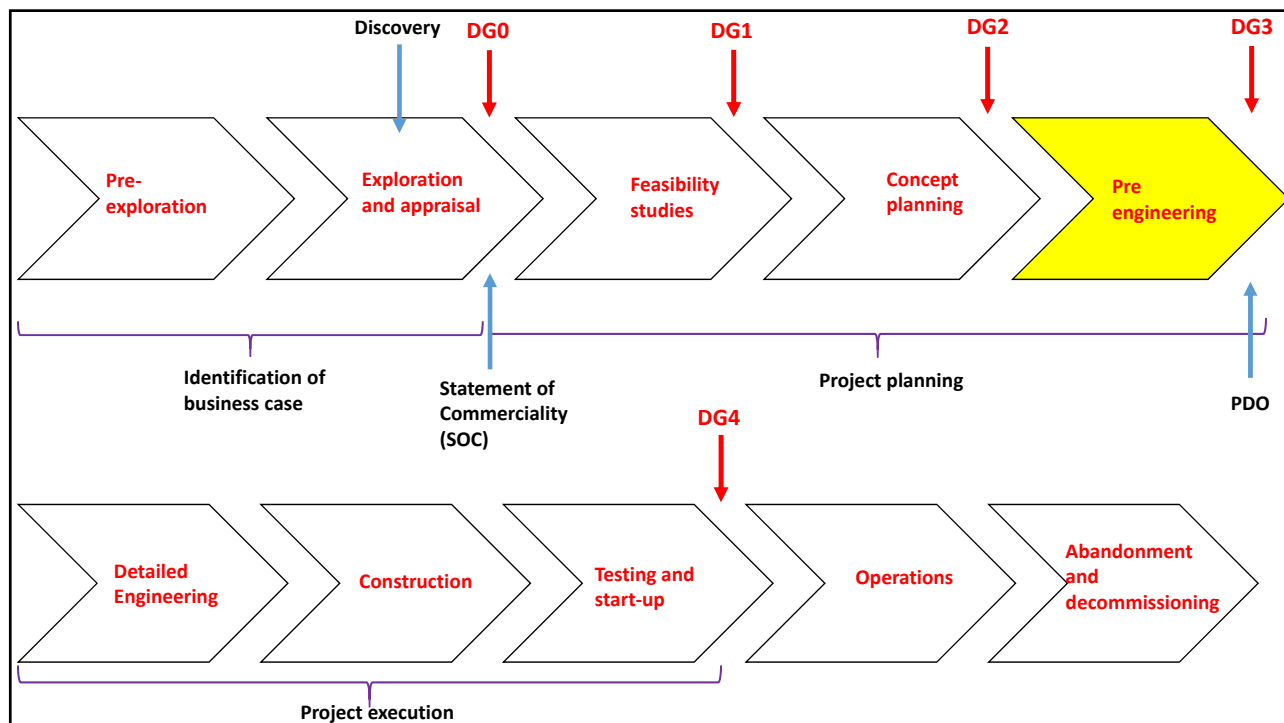 Discovery
DG0
DG1
DG2
DG3
Pre-
exploration
Exploration
and appraisal
Feasibility
studies
Concept
planning
Pre
engineering
Identification of
business case
Statement of
Commerciality
(SOC)
Project planning
PDO
DG4
Detailed
Engineering
Construction
Testing and
start-up
Operations
Abandonment
and
decommissioning
Project execution